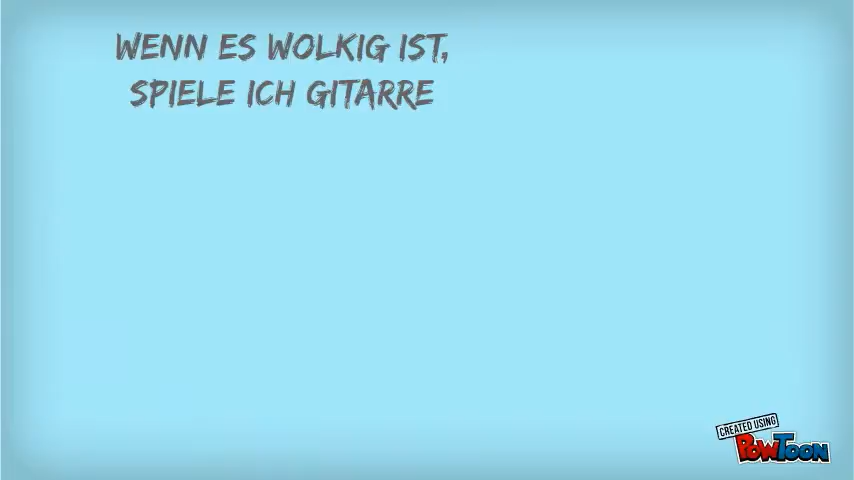 WENN ES WOLKIG IST,
SPIELE ICH GITARRE
CREATED USING
POWTOON